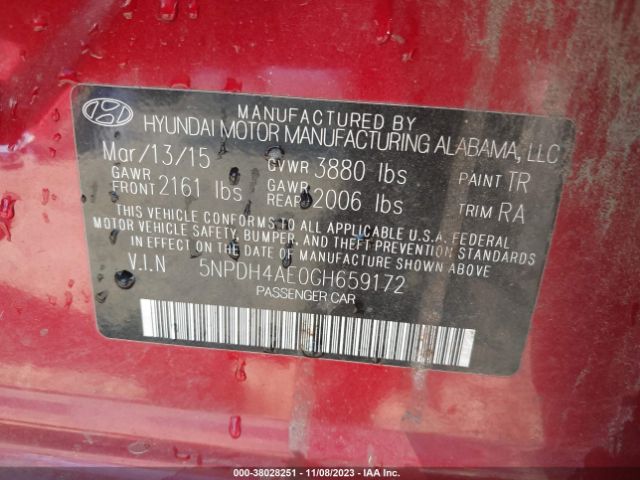 MANUFACTURED BY
HYUNDAI MOTOR MANUFACTURING ALABAMA, LLC
Mar/13/15 GVWR 3880 lbs PAINT TR
GAWR FRONT 2161 lbs GAWR REAR 2006 lbs TRIM RA
THIS VEHICLE CONFORMS TO ALL APPLICABLE U.S.A. FEDERAL
MOTOR VEHICLE SAFETY, BUMPER, AND THEFT PREVENTION STANDARDS
IN EFFECT ON THE DATE OF MANUFACTURE SHOWN ABOVE.
V.I.N 5NPDH4AE0GH659172
PASSENGER CAR
000-38028251 - 11/08/2023 - IAA Inc.